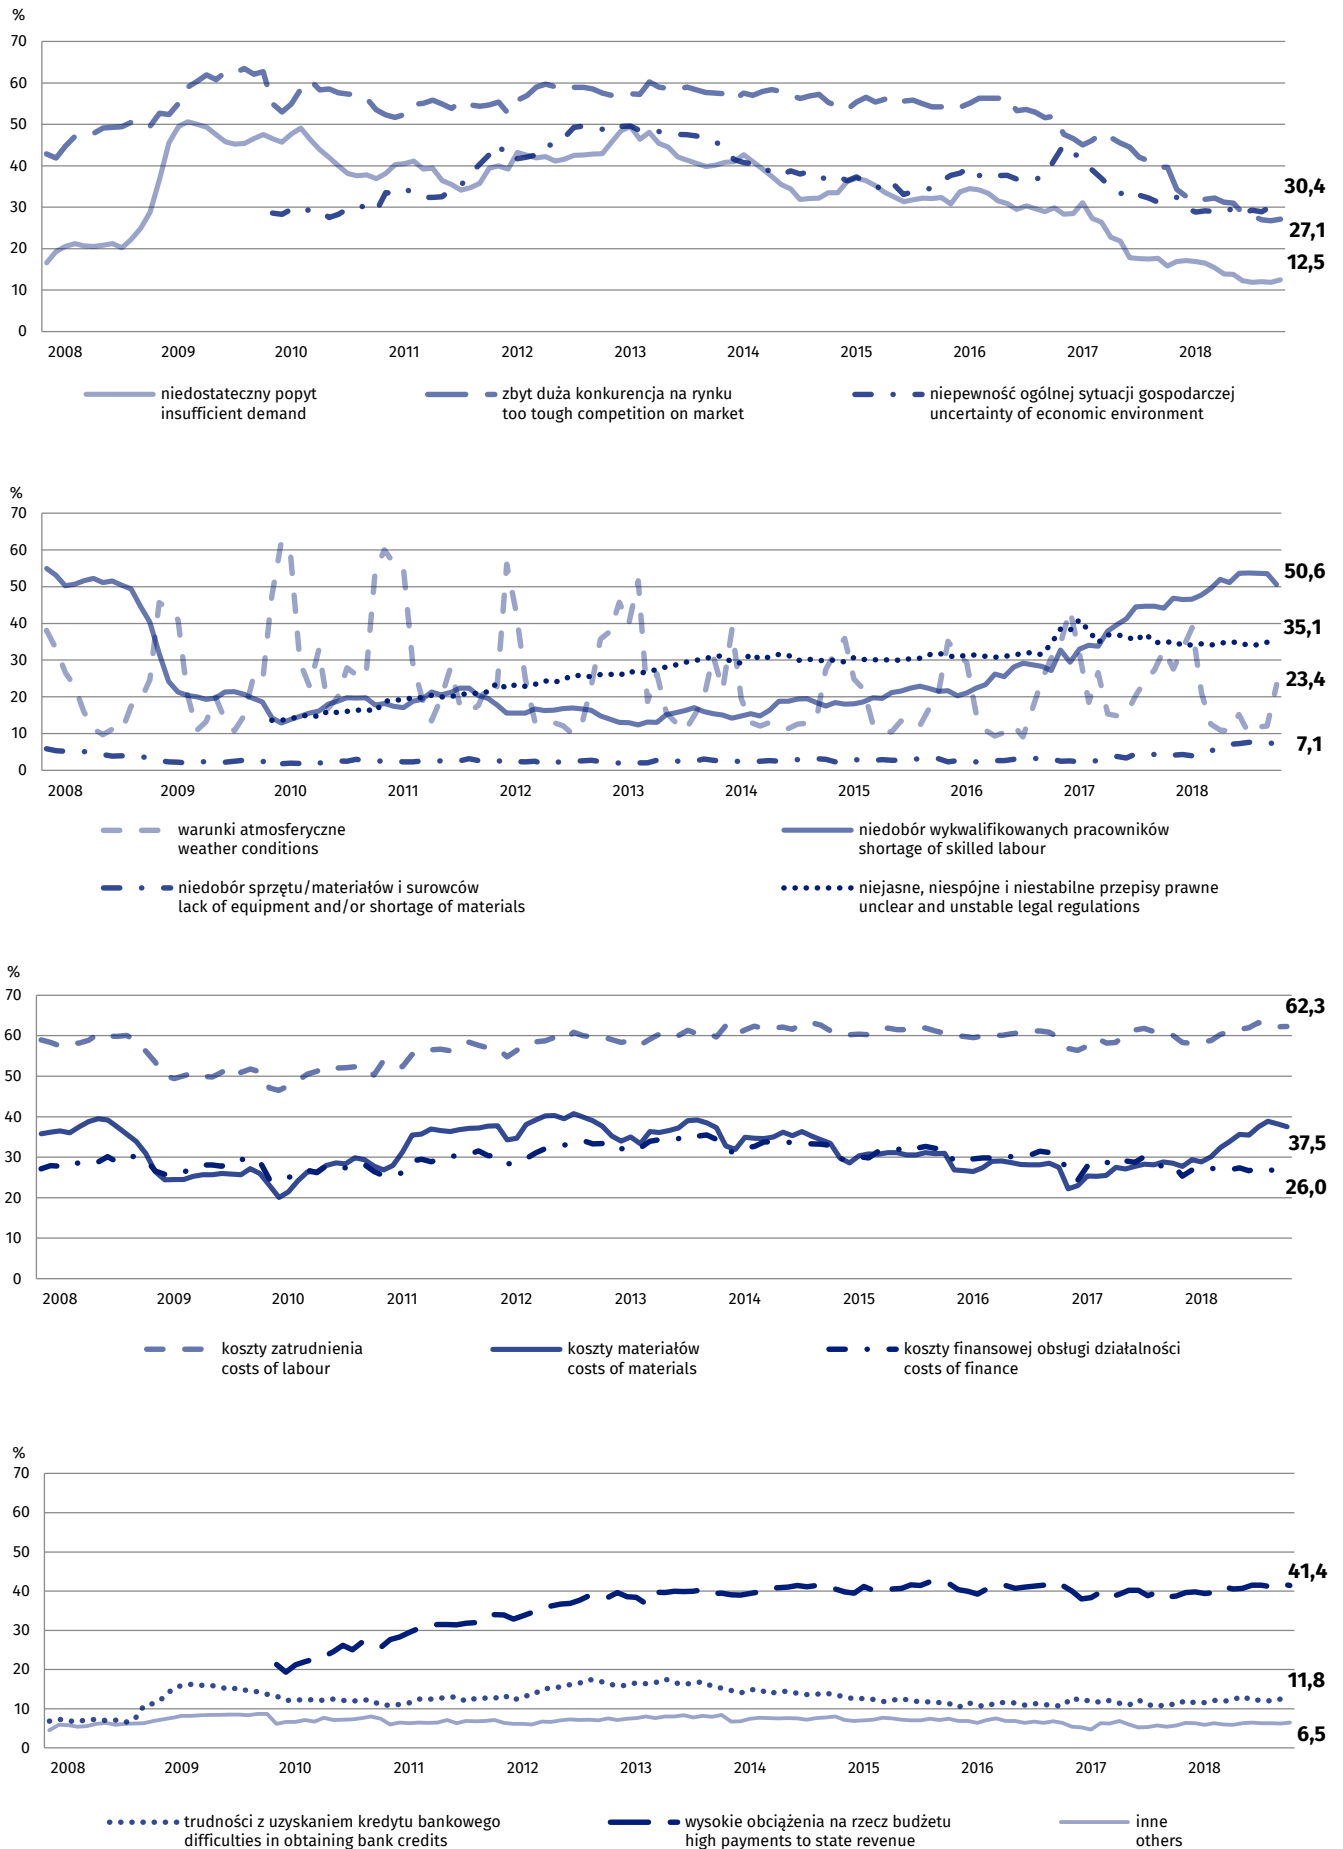 %
70
60
50
40
30
20
10
0
30,4
27,1
12,5
2008 2009 2010 2011 2012 2013 2014 2015 2016 2017 2018
niedostateczny popyt
insufficient demand
zbyt duża konkurencja na rynku
too tough competition on market
niepewność ogólnej sytuacji gospodarczej
uncertainty of economic environment
%
70
60
50
40
30
20
10
0
50,6
35,1
23,4
7,1
2008 2009 2010 2011 2012 2013 2014 2015 2016 2017 2018
warunki atmosferyczne
weather conditions
niedobór wykwalifikowanych pracowników
shortage of skilled labour
niedobór sprzętu/materiałów i surowców
lack of equipment and/or shortage of materials
niejasne, niespójne i niestabilne przepisy prawne
unclear and unstable legal regulations
%
70
60
50
40
30
20
10
0
62,3
37,5
26,0
2008 2009 2010 2011 2012 2013 2014 2015 2016 2017 2018
koszty zatrudnienia
costs of labour
koszty materiałów
costs of materials
koszty finansowej obsługi działalności
costs of finance
%
70
60
50
40
30
20
10
0
41,4
11,8
6,5
2008 2009 2010 2011 2012 2013 2014 2015 2016 2017 2018
trudności z uzyskaniem kredytu bankowego
difficulties in obtaining bank credits
wysokie obciążenia na rzecz budżetu
high payments to state revenue
inne
others